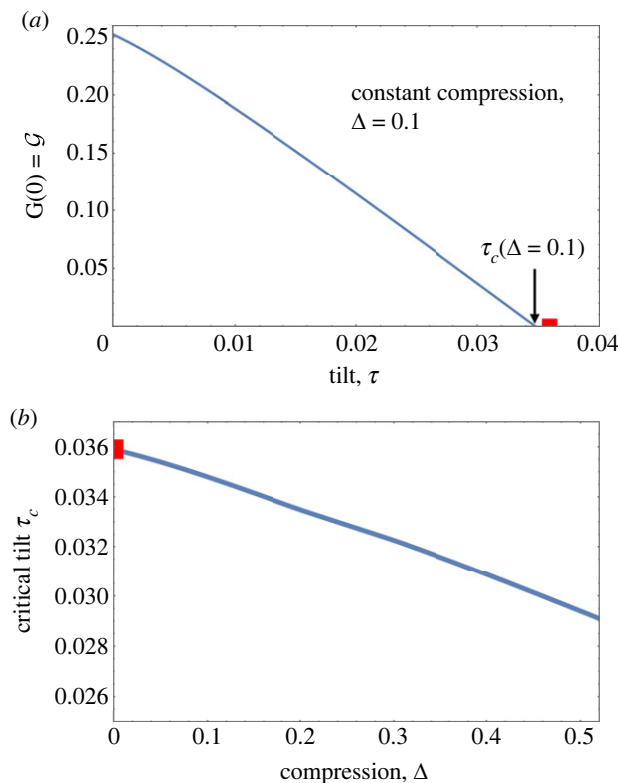 (a)
0.25
0.20
0.15
0.10
0.05
G(0) = 𝒢
constant compression,
Δ = 0.1
τc(Δ = 0.1)
0 0.01 0.02 0.03 0.04
tilt, τ
(b)
0.036
0.034
0.032
0.030
0.028
0.026
critical tilt τc
0 0.1 0.2 0.3 0.4 0.5
compression, Δ